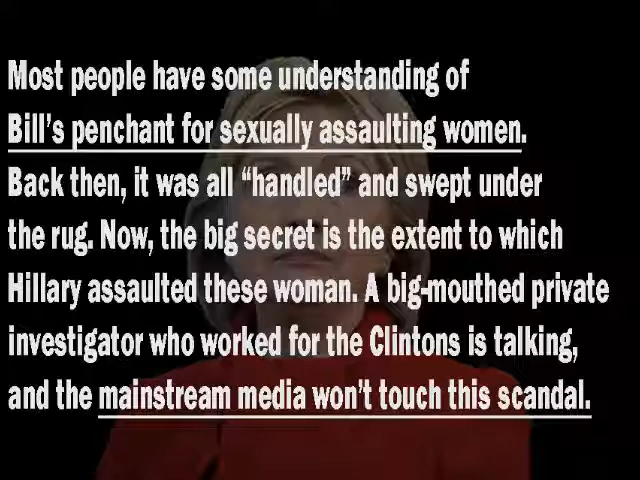 Most people have some understanding of
Bill's penchant for sexually assaulting women.
Back then, it was all “handled” and swept under
the rug. Now, the big secret is the extent to which
Hillary assaulted these woman. A big-mouthed private
investigator who worked for the Clintons is talking,
and the mainstream media won't touch this scandal.